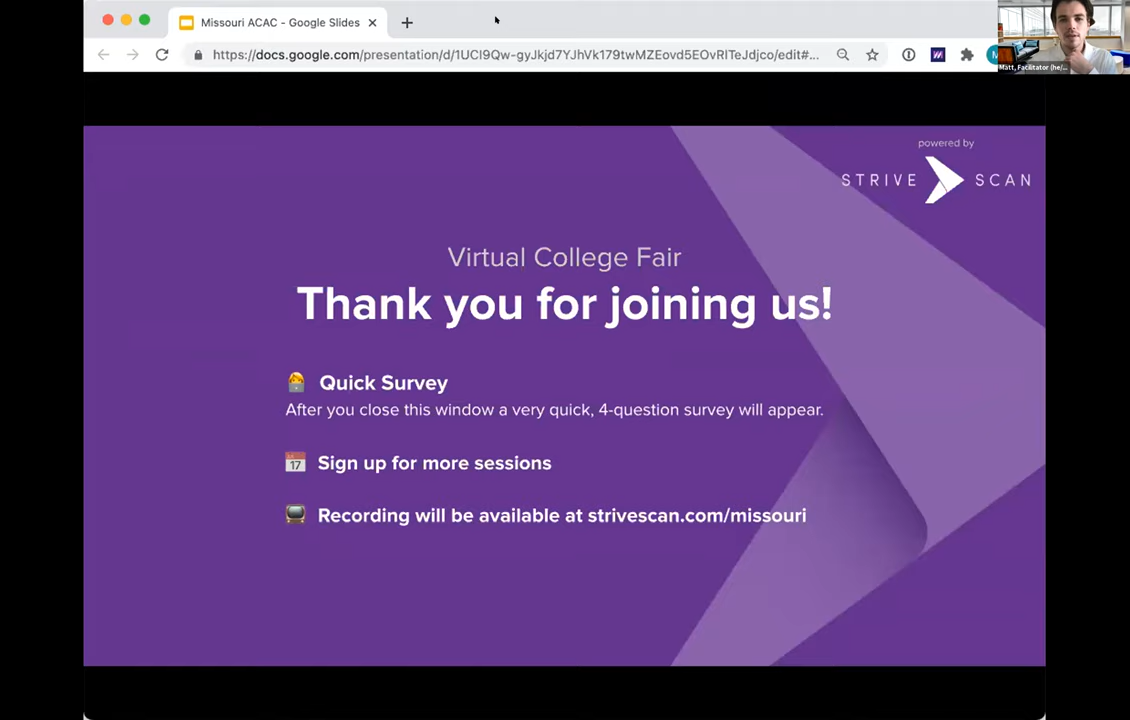 Missouri ACAC - Google Slides
https://docs.google.com/presentation/d/1UCI9Qw-gyJkjd7YJhVk179twMZEovd5EOvRITeJdjco/edit#...
Matt, Facilitator (he/...
powered by
STRIVE SCAN
Virtual College Fair
Thank you for joining us!
Quick Survey
After you close this window a very quick, 4-question survey will appear.
17
Sign up for more sessions
Recording will be available at strivescan.com/missouri